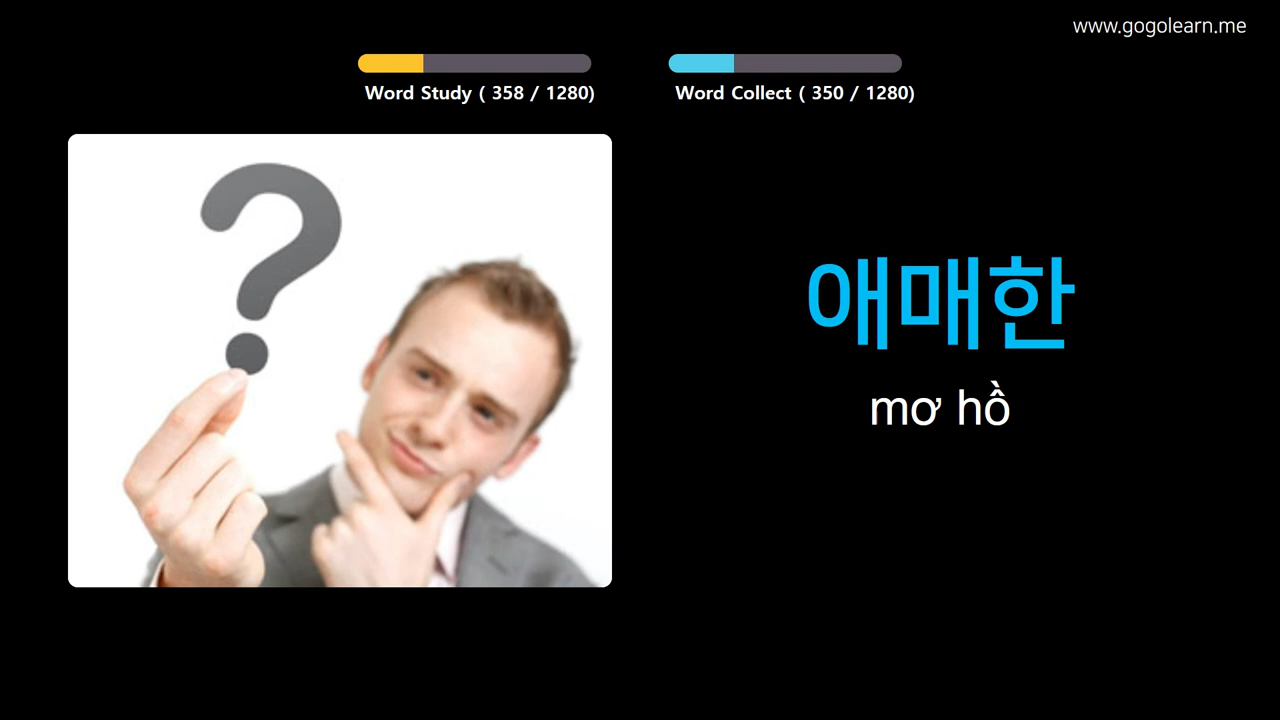 www.gogolearn.me
Word Study ( 358 / 1280)
Word Collect ( 350 / 1280)
?
애매한
mơ hồ